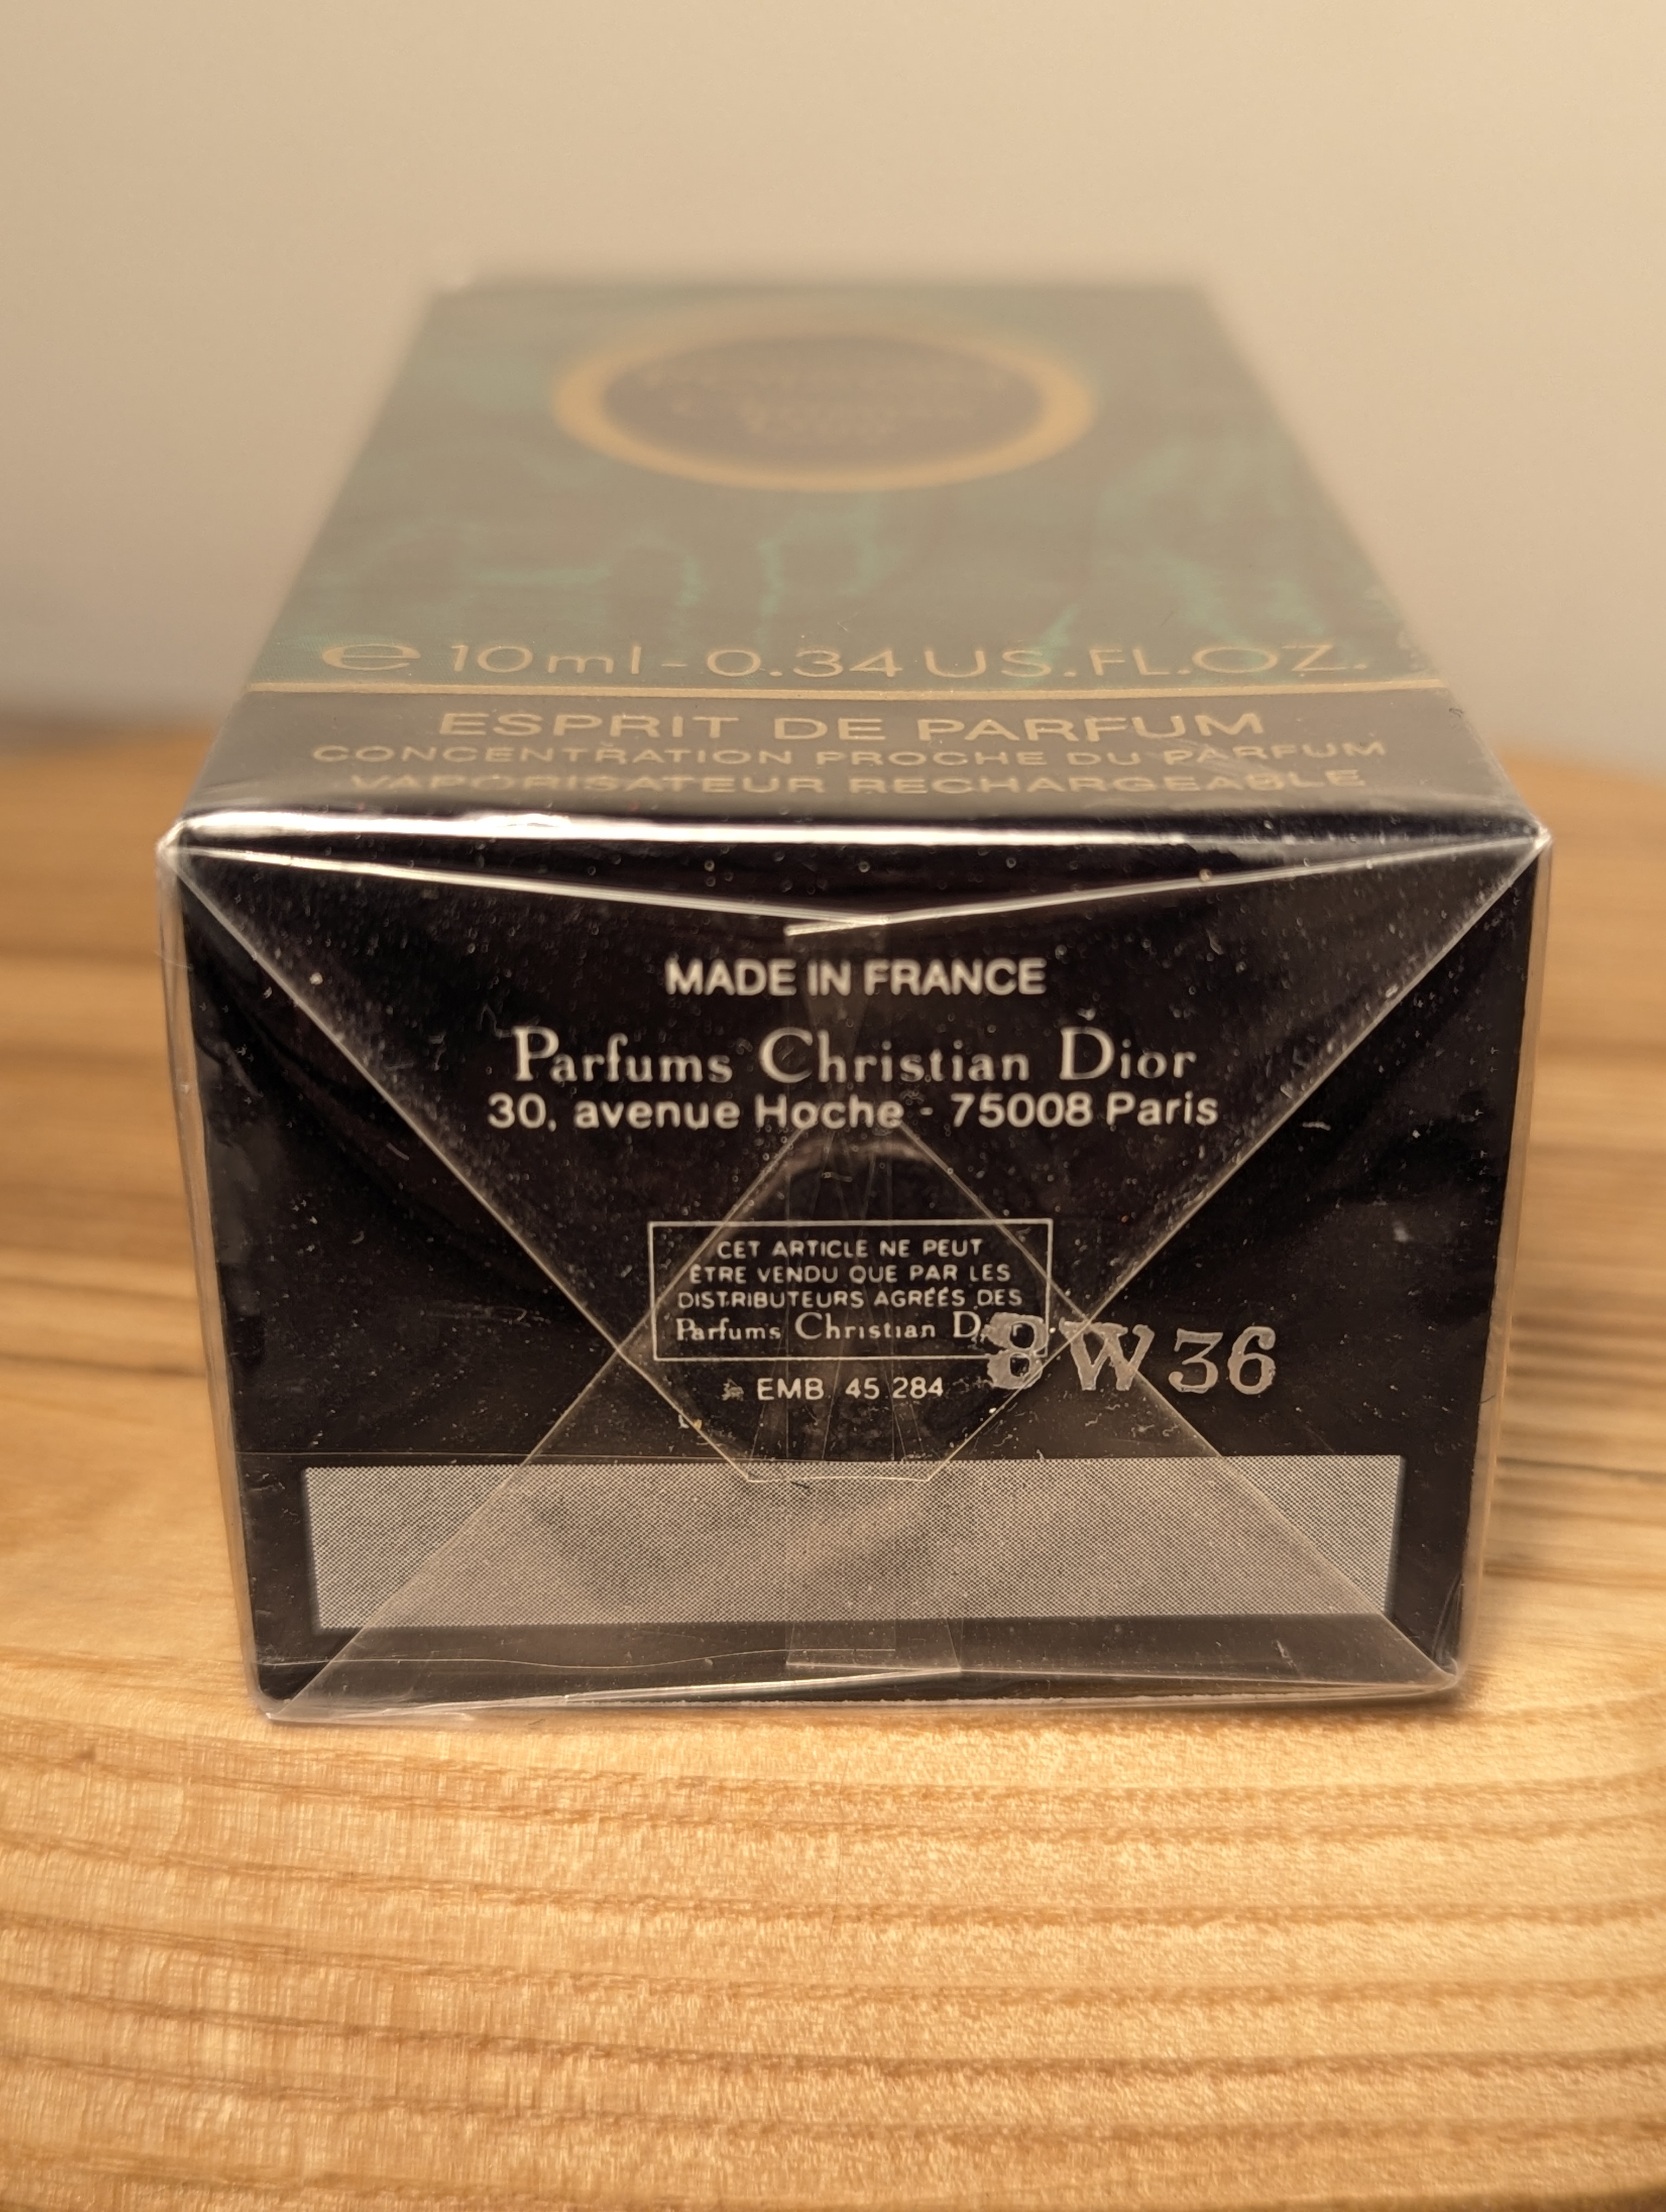 e 10ml - 0.34 US.FL.OZ.
ESPRIT DE PARFUM
CONCENTRATION PROCHE DU PARFUM
VAPORISATEUR RECHARGEABLE
MADE IN FRANCE
Parfums Christian Dior
30, avenue Hoche - 75008 Paris
CET ARTICLE NE PEUT
ÊTRE VENDU QUE PAR LES
DISTRIBUTEURS AGRÉÉS DES
Parfums Christian Dior
8W36
EMB 45 284